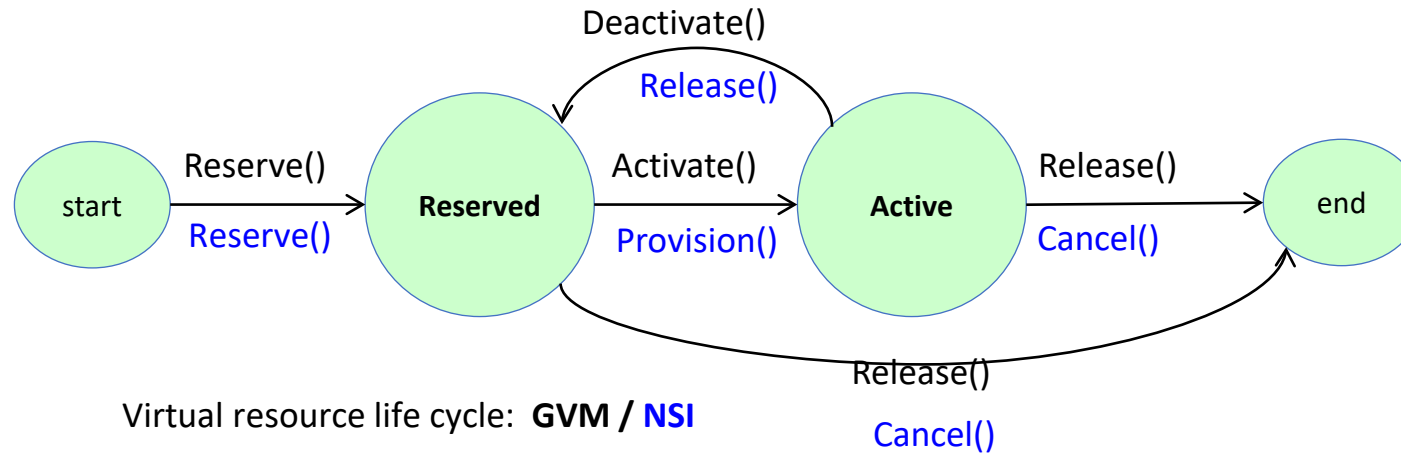 Deactivate()
Release()
Reserve()
Activate()
Release()
start
Reserved
Active
end
Reserve()
Provision()
Cancel()
Release()
Virtual resource life cycle: GVM / NSI
Cancel()